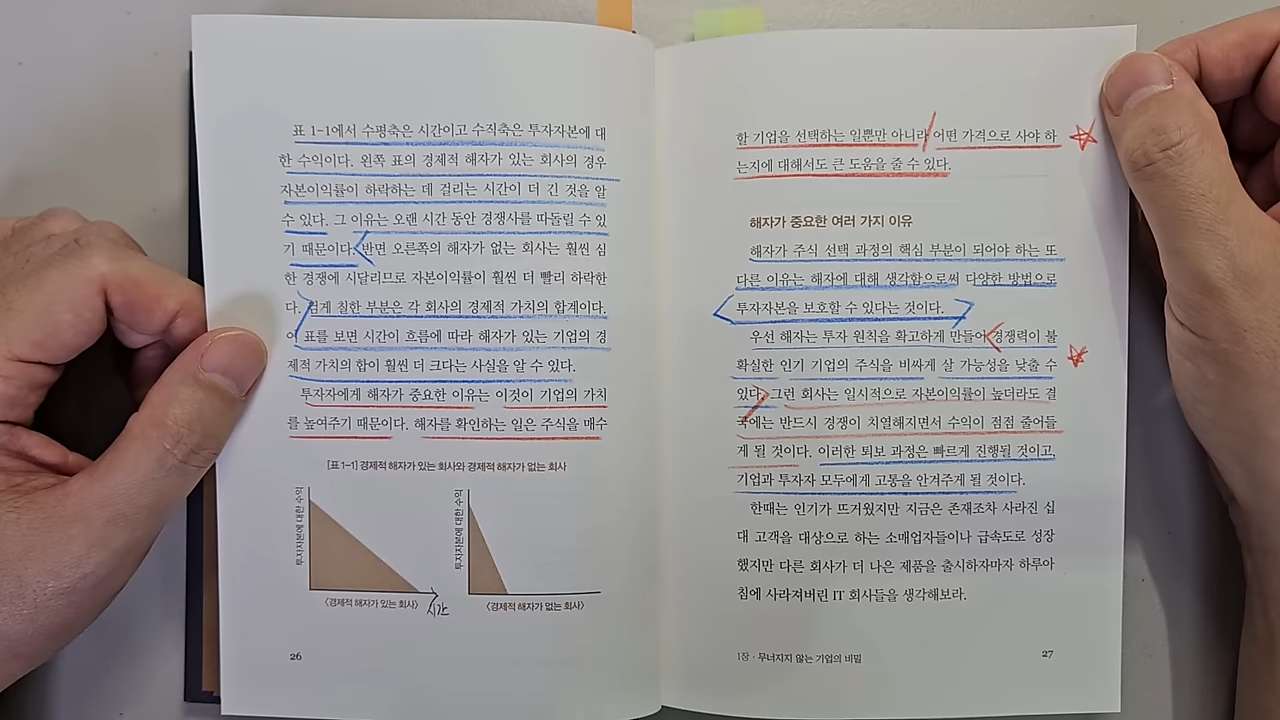 표 1-1에서 수평축은 시간이고 수직축은 투자자본에 대
한 수익이다. 왼쪽 표의 경제적 해자가 있는 회사의 경우
자본이익률이 하락하는 데 걸리는 시간이 더 긴 것을 알
수 있다. 그 이유는 오랜 시간 동안 경쟁사를 따돌릴 수 있
기 때문이다. 반면 오른쪽의 해자가 없는 회사는 훨씬 심
한 경쟁에 시달리므로 자본이익률이 훨씬 더 빨리 하락한
다. 검게 칠한 부분은 각 회사의 경제적 가치의 합계이다.
이 표를 보면 시간이 흐름에 따라 해자가 있는 기업의 경
제적 가치의 합이 훨씬 더 크다는 사실을 알 수 있다.
투자자에게 해자가 중요한 이유는 이것이 기업의 가치
를 높여주기 때문이다. 해자를 확인하는 일은 주식을 매수
[표 1-1] 경제적 해자가 있는 회사와 경제적 해자가 없는 회사
투자자본에 대한 수익
<경제적 해자가 있는 회사>
시간
투자자본에 대한 수익
<경제적 해자가 없는 회사>
26
할 기업을 선택하는 일뿐만 아니라 어떤 가격으로 사야 하
는지에 대해서도 큰 도움을 줄 수 있다.
해자가 중요한 여러 가지 이유
해자가 주식 선택 과정의 핵심 부분이 되어야 하는 또
다른 이유는 해자에 대해 생각함으로써 다양한 방법으로
투자자본을 보호할 수 있다는 것이다.
우선 해자는 투자 원칙을 확고하게 만들어 경쟁력이 불
확실한 인기 기업의 주식을 비싸게 살 가능성을 낮출 수
있다. 그런 회사는 일시적으로 자본이익률이 높더라도 결
국에는 반드시 경쟁이 치열해지면서 수익이 점점 줄어들
게 될 것이다. 이러한 퇴보 과정은 빠르게 진행될 것이고,
기업과 투자자 모두에게 고통을 안겨주게 될 것이다.
한때는 인기가 뜨거웠지만 지금은 존재조차 사라진 십
대 고객을 대상으로 하는 소매업자들이나 급속도로 성장
했지만 다른 회사가 더 나은 제품을 출시하자마자 하루아
침에 사라져버린 IT 회사들을 생각해보라.
1장 · 무너지지 않는 기업의 비밀
27